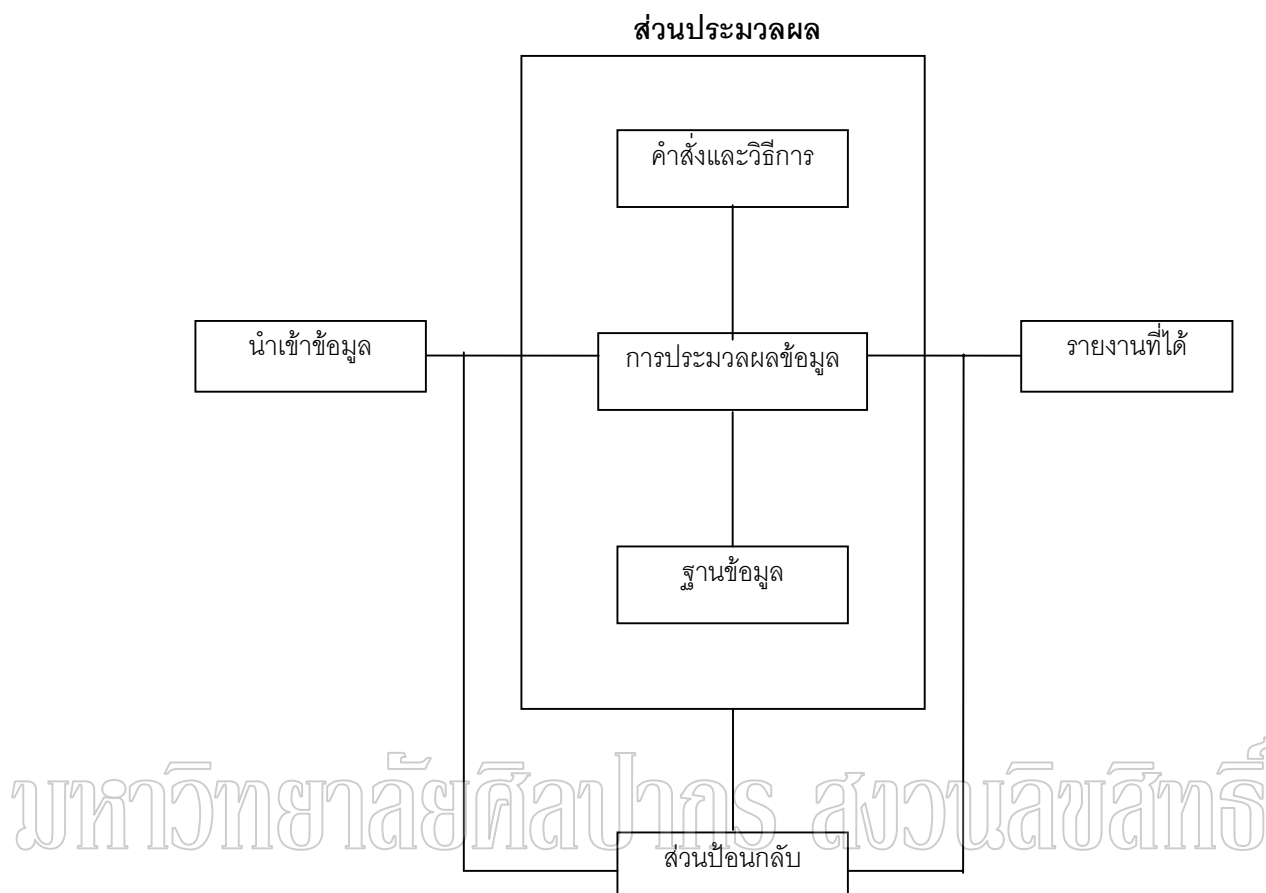 ส่วนประมวลผล
คำสั่งและวิธีการ
นำเข้าข้อมูล
การประมวลผลข้อมูล
รายงานที่ได้
ฐานข้อมูล
มหาวิทยาลัยศิลปากร สงวนลิขสิทธิ์
ส่วนป้อนกลับ